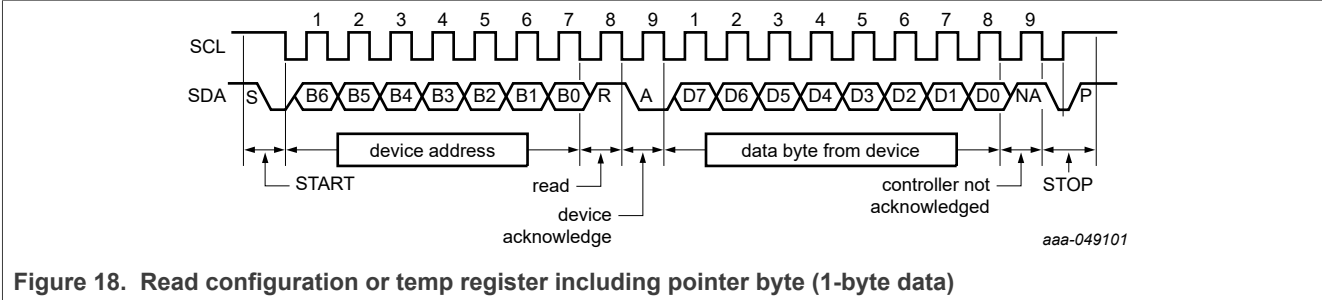 1 2 3 4 5 6 7 8 9 1 2 3 4 5 6 7 8 9
SCL
SDA S B6 B5 B4 B3 B2 B1 B0 R A D7 D6 D5 D4 D3 D2 D1 D0 NA P
device address
data byte from device
START
read
device
acknowledge
controller not
acknowledged
STOP
aaa-049101
Figure 18. Read configuration or temp register including pointer byte (1-byte data)